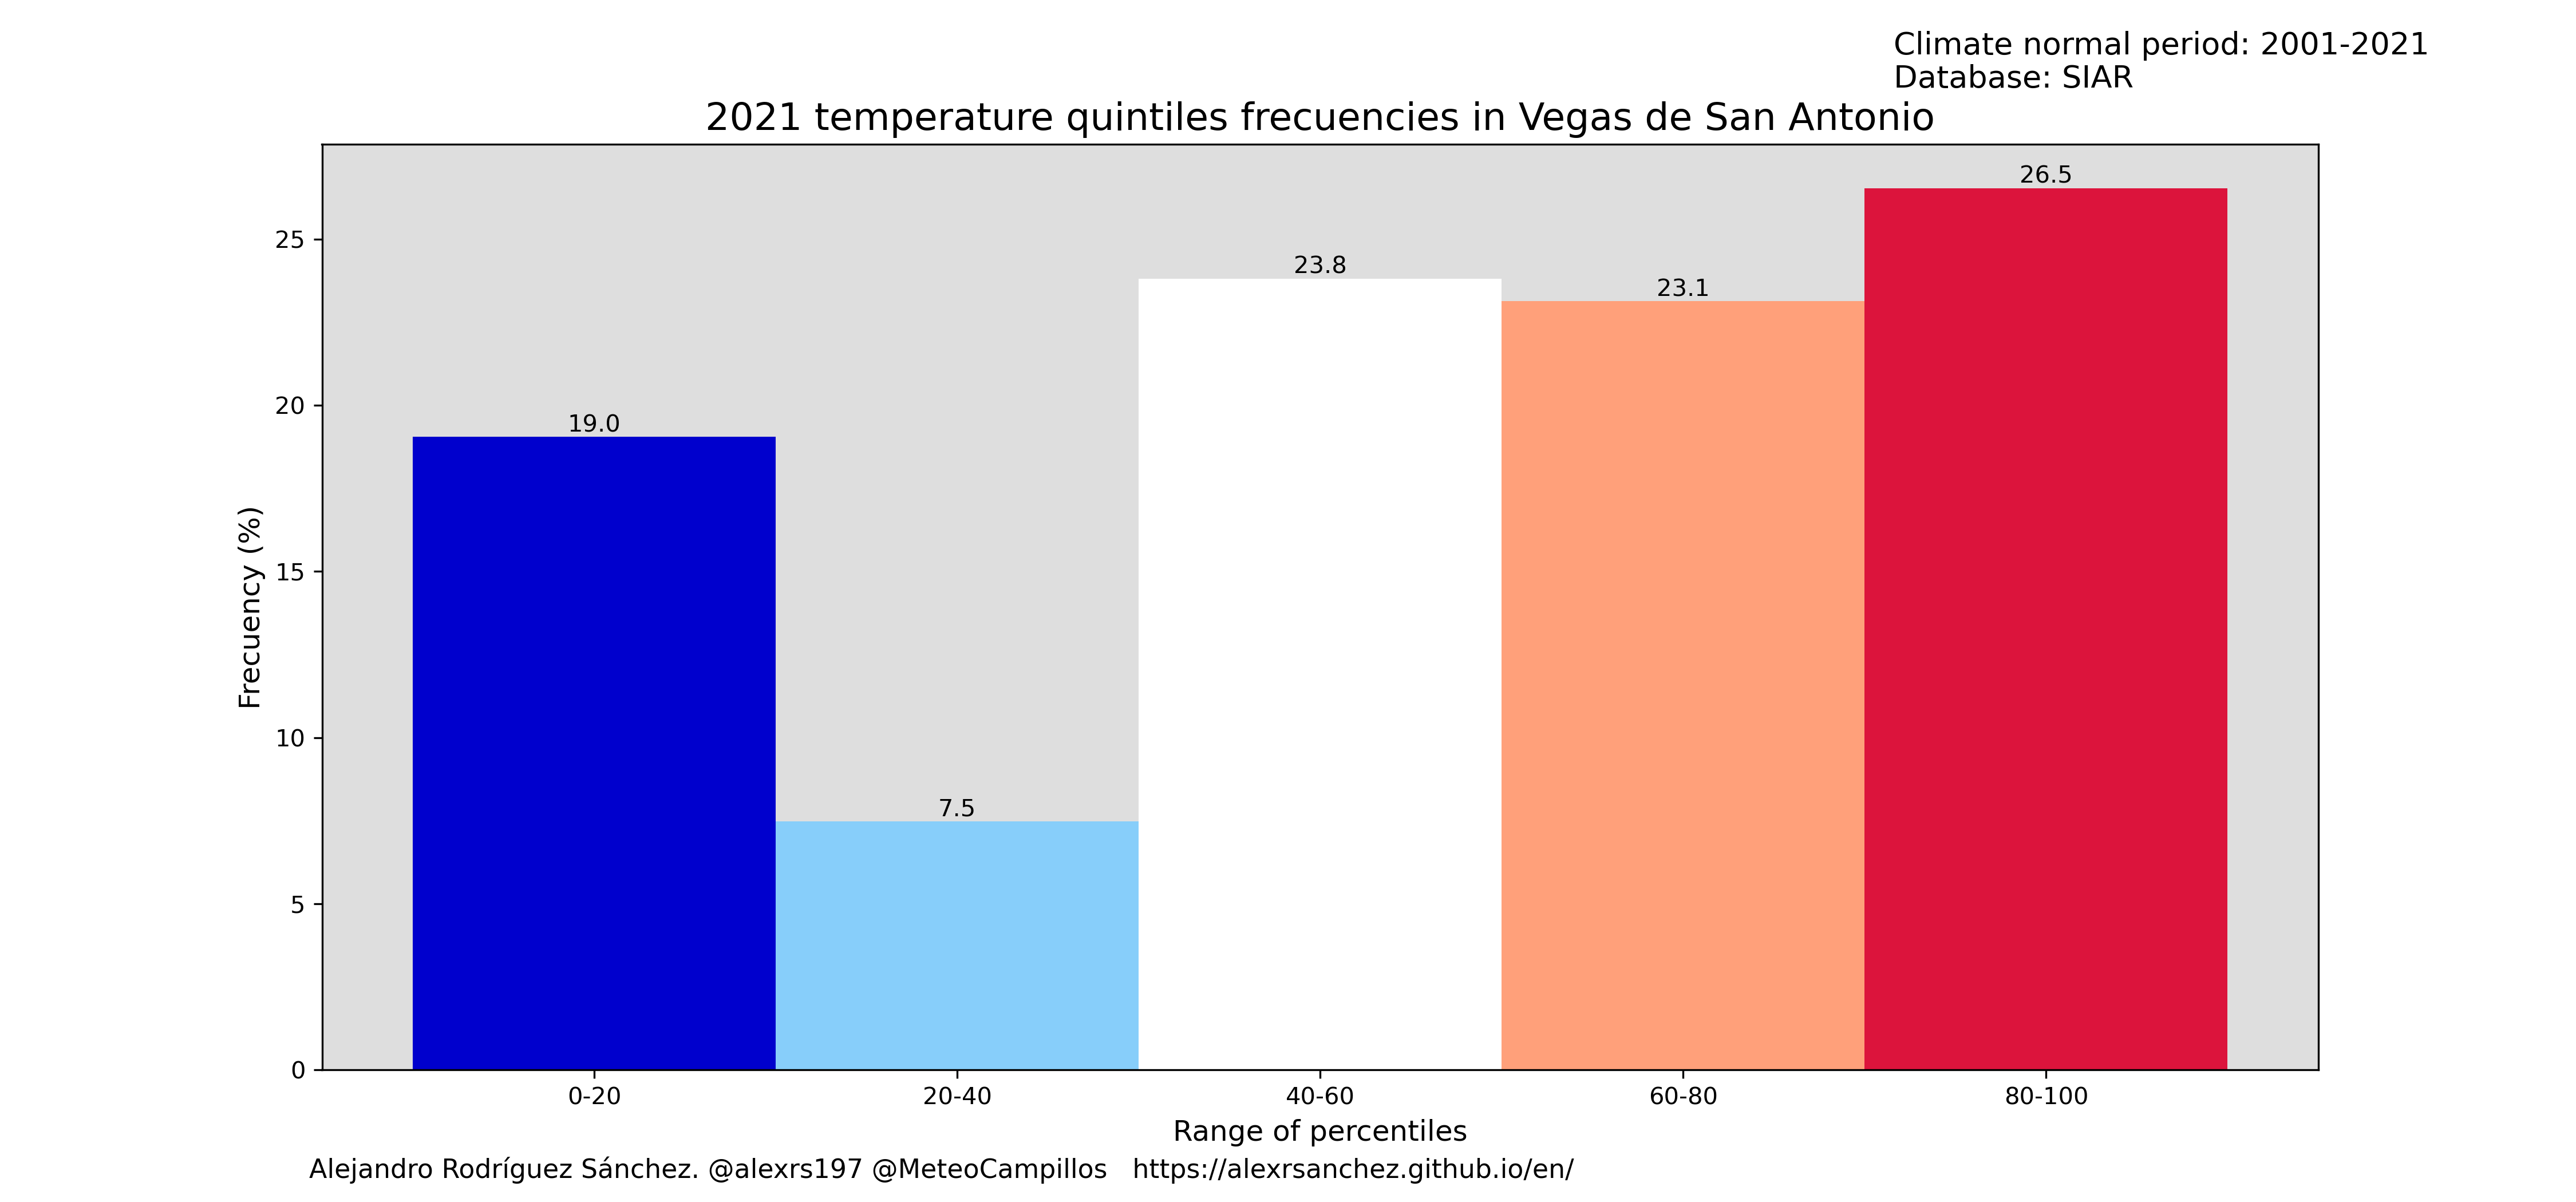 Climate normal period: 2001-2021
Database: SIAR
2021 temperature quintiles frecuencies in Vegas de San Antonio
26.5
25
23.8
23.1
20
19.0
Frecuency (%)
15
10
7.5
5
0
0-20 20-40 40-60 60-80 80-100
Range of percentiles
Alejandro Rodríguez Sánchez. @alexrs197 @MeteoCampillos https://alexrsanchez.github.io/en/